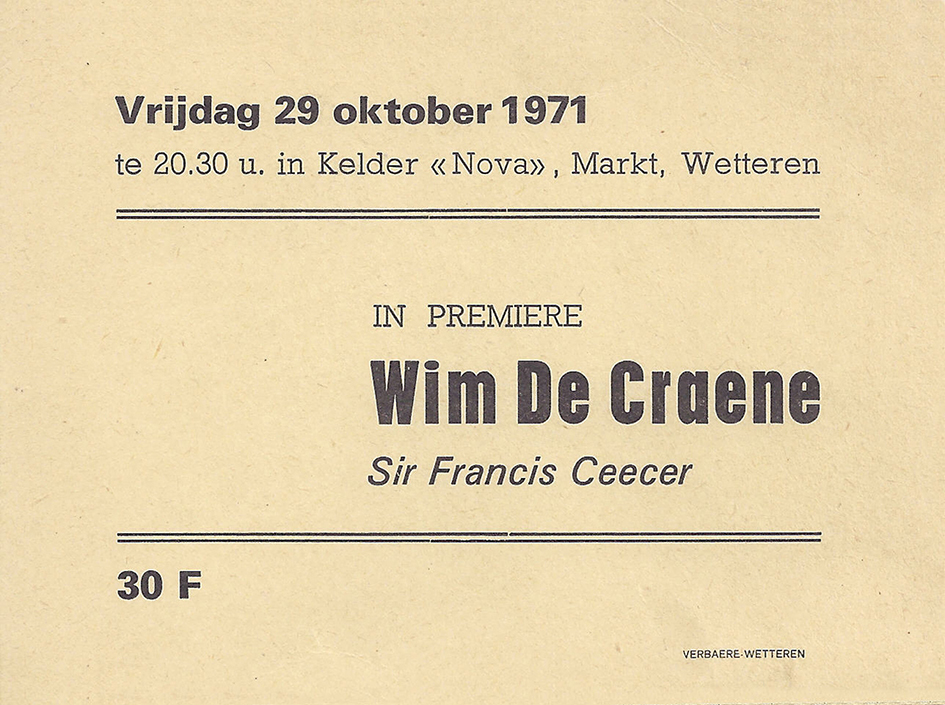 Vrijdag 29 oktober 1971
te 20.30 u. in Kelder «Nova», Markt, Wetteren
IN PREMIERE
Wim De Craene
Sir Francis Ceecer
30 F
VERBAERE-WETTEREN